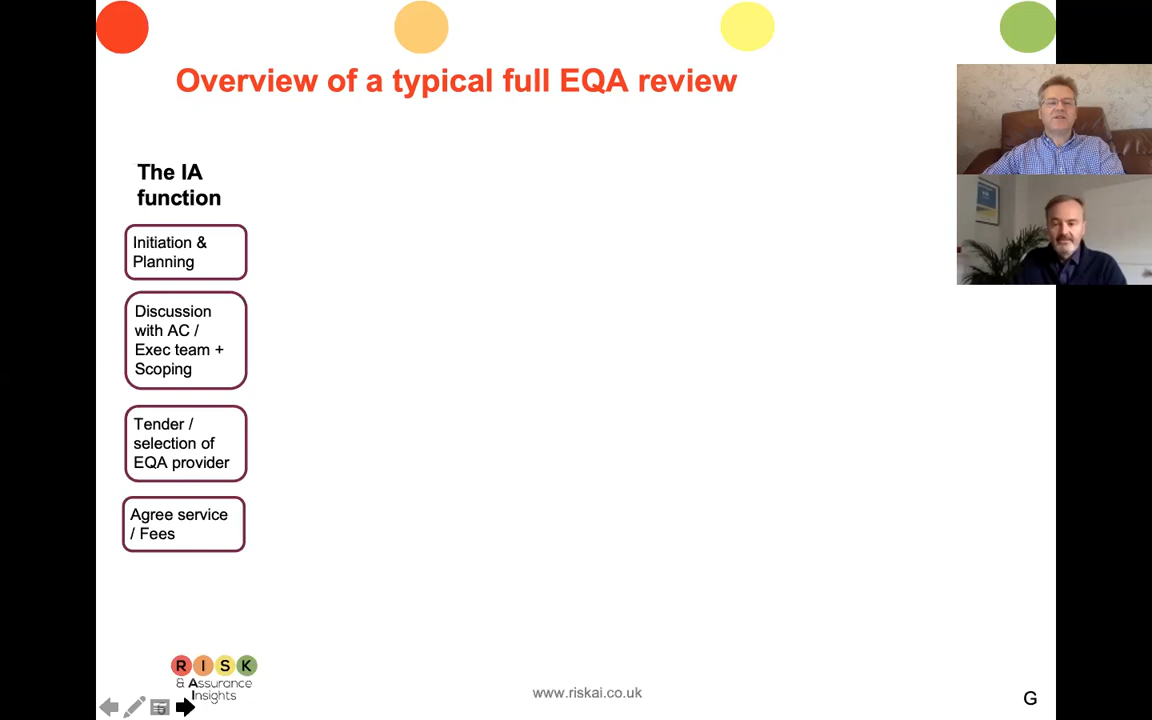 Overview of a typical full EQA review
The IA
function
Initiation &
Planning
Discussion
with AC /
Exec team +
Scoping
Tender /
selection of
EQA provider
Agree service
/ Fees
R I S K
& Assurance
Insights
www.riskai.co.uk
G